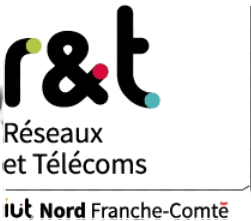 r&t
Réseaux
et Télécoms
iut Nord Franche-Comté